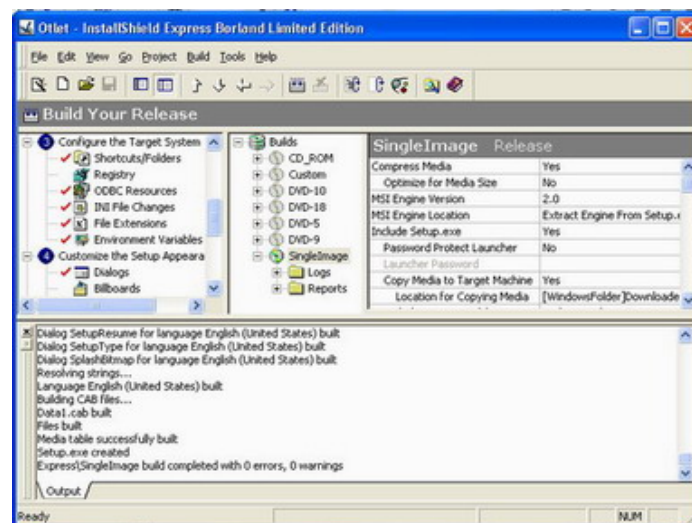 Otlet - InstallShield Express Borland Limited Edition
File Edit View Go Project Build Tools Help
Build Your Release
3 Configure the Target System
Shortcuts/Folders
Registry
ODBC Resources
INI File Changes
File Extensions
Environment Variables
4 Customize the Setup Appeara
Dialogs
Billboards
Builds
CD_ROM
Custom
DVD-10
DVD-18
DVD-5
DVD-9
SingleImage
Logs
Reports
SingleImage Release
Compress Media Yes
Optimize for Media Size No
MSI Engine Version 2.0
MSI Engine Location Extract Engine From Setup.e
Include Setup.exe Yes
Password Protect Launcher No
Launcher Password
Copy Media to Target Machine Yes
Location for Copying Media [WindowsFolder]Downloade
Dialog SetupResume for language English (United States) built
Dialog SetupType for language English (United States) built
Dialog SplashBitmap for language English (United States) built
Resolving strings...
Language English (United States) built
Building CAB files...
Data1.cab built
Files built
Media table successfully built
Setup.exe created
Express\SingleImage build completed with 0 errors, 0 warnings
Output
Ready
NUM